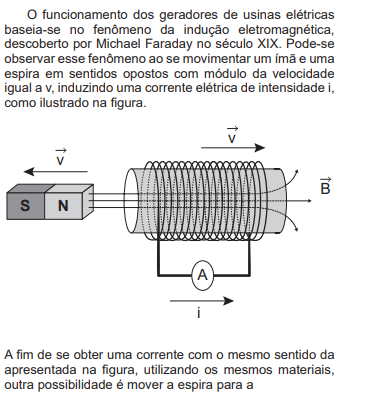 O funcionamento dos geradores de usinas elétricas
baseia-se no fenômeno da indução eletromagnética,
descoberto por Michael Faraday no século XIX. Pode-se
observar esse fenômeno ao se movimentar um ímã e uma
espira em sentidos opostos com módulo da velocidade
igual a v, induzindo uma corrente elétrica de intensidade i,
como ilustrado na figura.
v
v
S N
B
A
i
A fim de se obter uma corrente com o mesmo sentido da
apresentada na figura, utilizando os mesmos materiais,
outra possibilidade é mover a espira para a